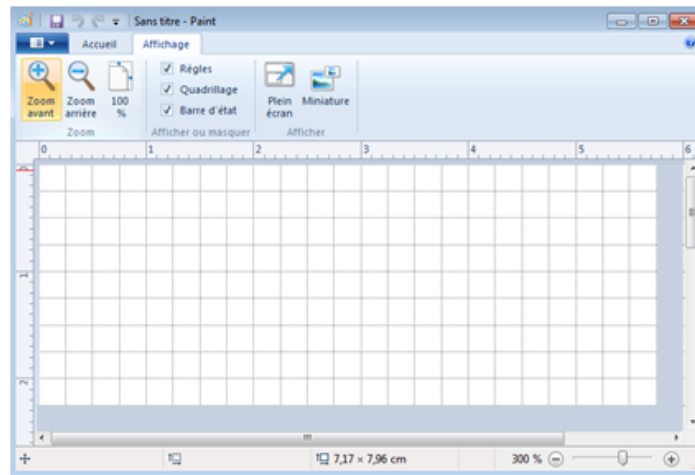 Sans titre - Paint
Accueil Affichage
Zoom avant
Zoom arrière
100 %
Règles
Quadrillage
Barre d'état
Plein écran
Miniature
Zoom Afficher ou masquer Afficher
0 1 2 3 4 5 6
0
1
2
7,17 × 7,96 cm 300 %